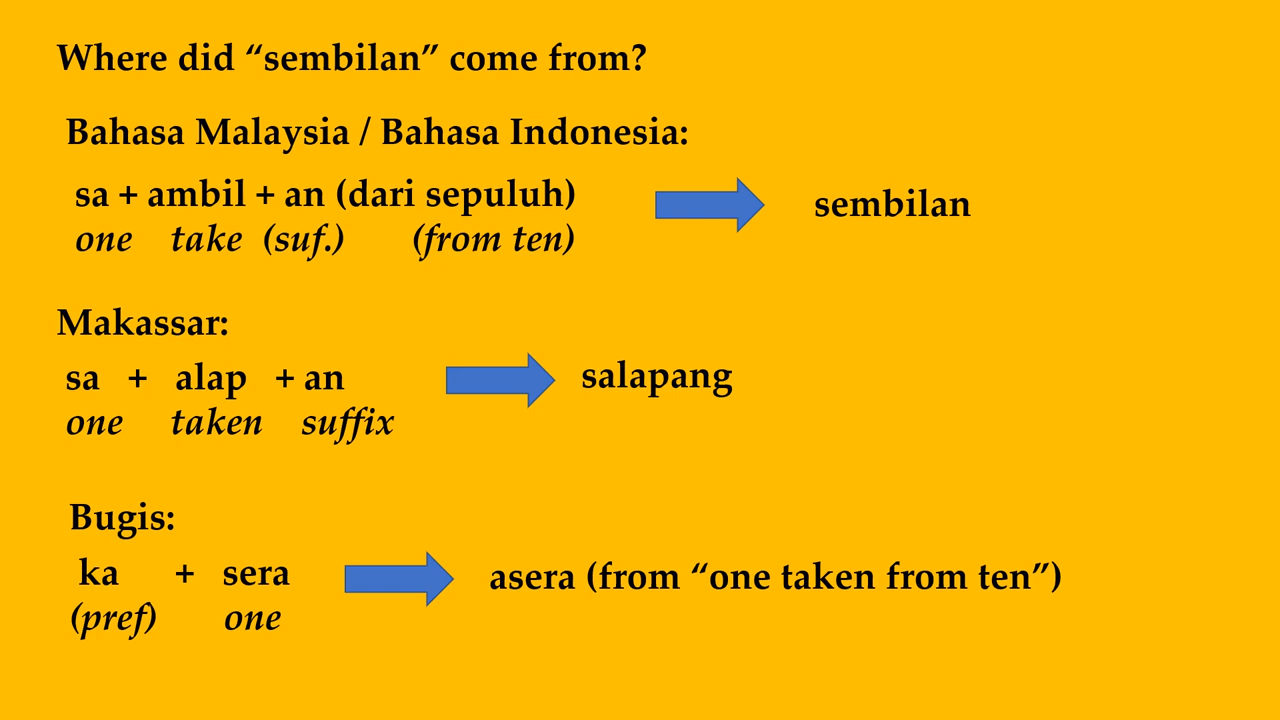 Where did “sembilan” come from?
Bahasa Malaysia / Bahasa Indonesia:
sa + ambil + an (dari sepuluh) sembilan
one take (suf.) (from ten)
Makassar:
sa + alap + an salapang
one taken suffix
Bugis:
ka + sera asera (from “one taken from ten”)
(pref) one